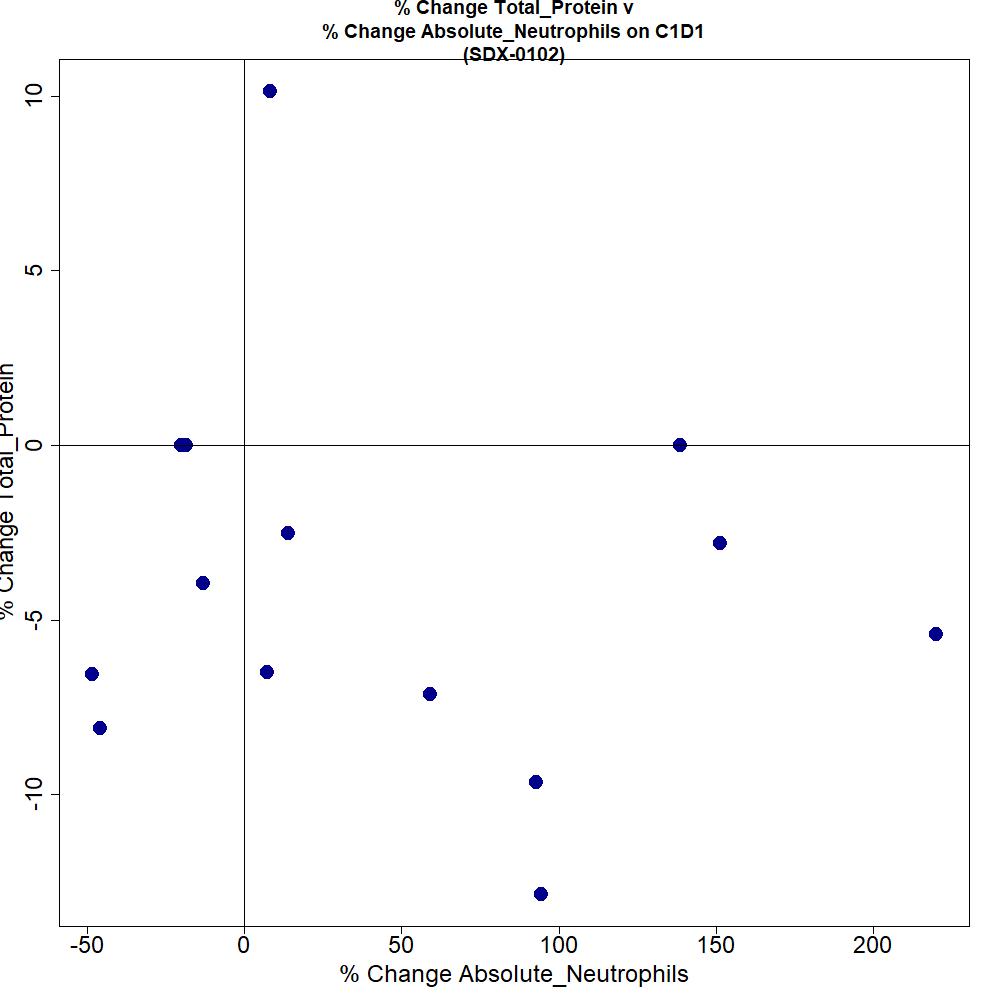 % Change Total_Protein v
% Change Absolute_Neutrophils on C1D1
(SDX-0102)
10
5
0
-5
-10
% Change Total_Protein
-50
0
50
100
150
200
% Change Absolute_Neutrophils